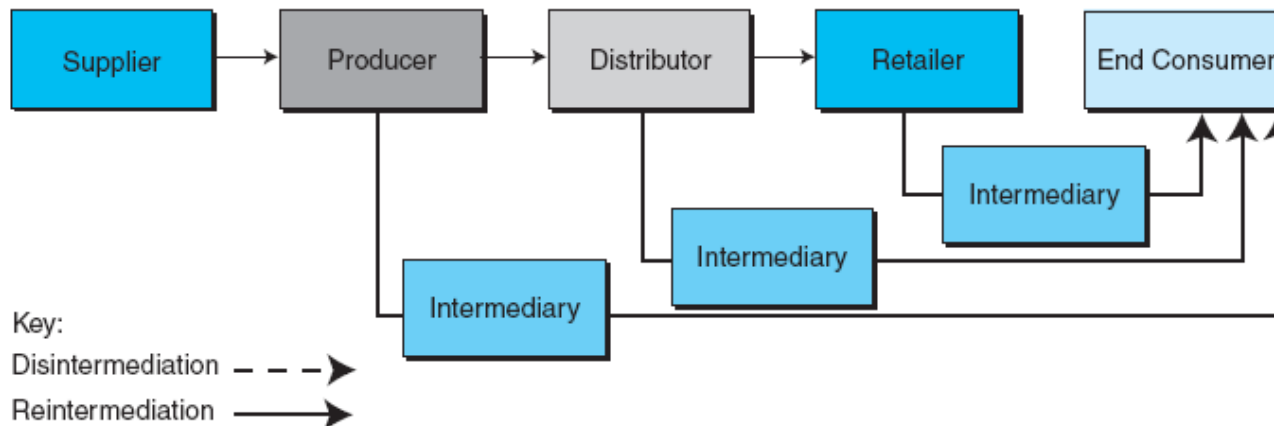 Supplier
Producer
Distributor
Retailer
End Consumer
Intermediary
Intermediary
Intermediary
Key:
Disintermediation
Reintermediation